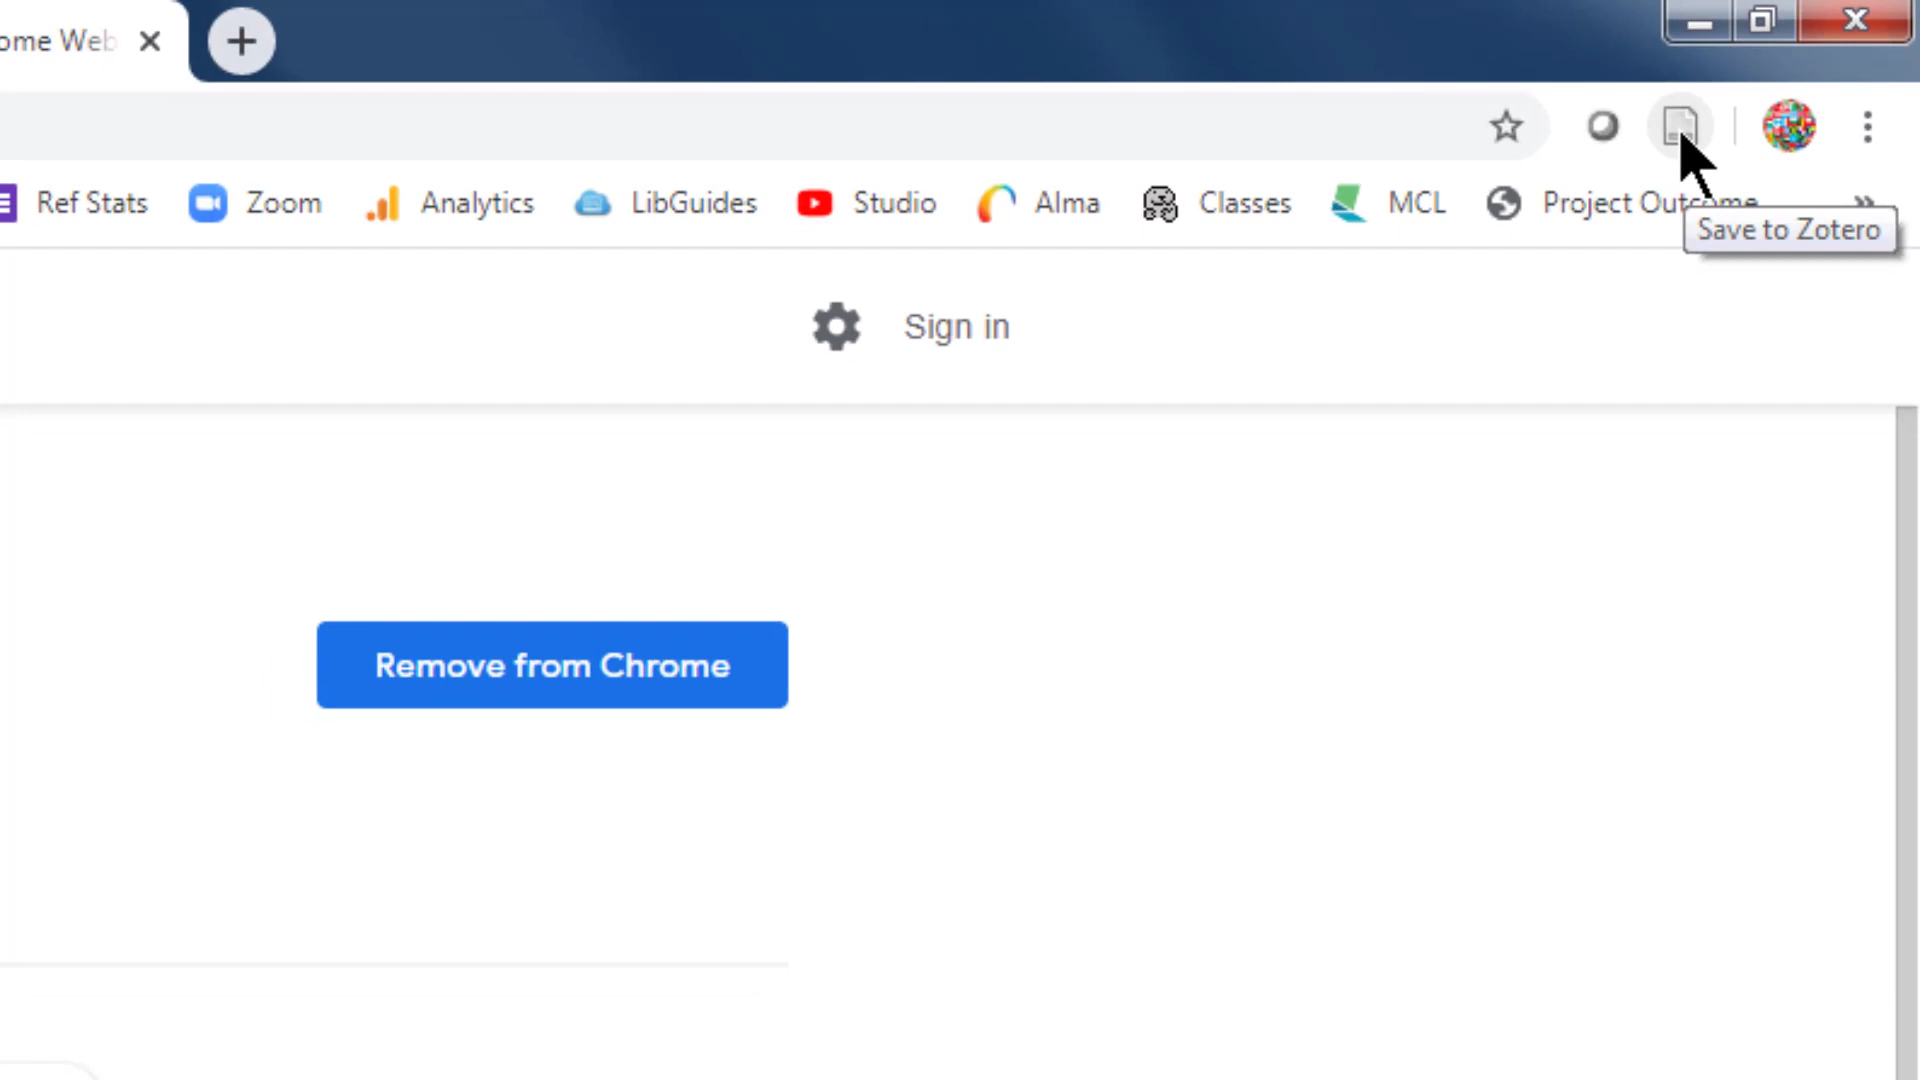 ome Web
Ref Stats Zoom Analytics LibGuides Studio Alma Classes MCL Project Outcome »
Save to Zotero
Sign in
Remove from Chrome